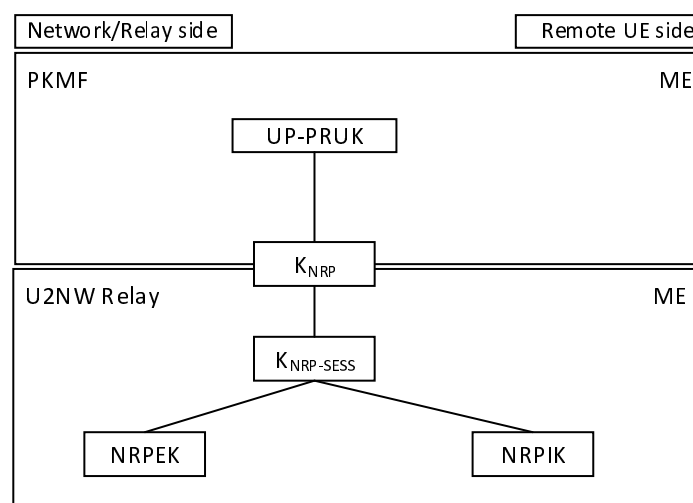 Network/Relay side
Remote UE side
PKMF
ME
UP-PRUK
KNRP
U2NW Relay
ME
KNRP-SESS
NRPEK
NRPIK